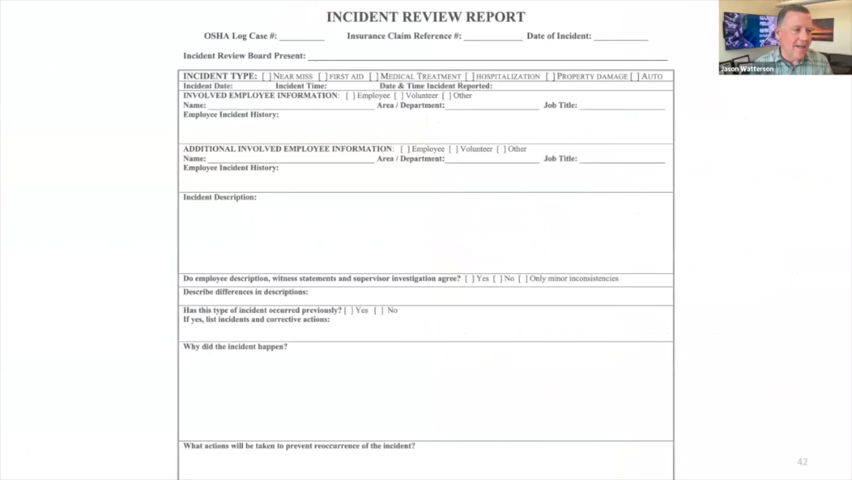 INCIDENT REVIEW REPORT
OSHA Log Case #: __________ Insurance Claim Reference #: _____________ Date of Incident: ____________
Incident Review Board Present: ________________________________________________
INCIDENT TYPE: [ ] NEAR MISS [ ] FIRST AID [ ] MEDICAL TREATMENT [ ] HOSPITALIZATION [ ] PROPERTY DAMAGE [ ] AUTO
Incident Date: Incident Time: Date & Time Incident Reported:
INVOLVED EMPLOYEE INFORMATION: [ ] Employee [ ] Volunteer [ ] Other
Name: ______________________________ Area / Department: __________________ Job Title: ________________
Employee Incident History:
ADDITIONAL INVOLVED EMPLOYEE INFORMATION: [ ] Employee [ ] Volunteer [ ] Other
Name: ______________________________ Area / Department: __________________ Job Title: ________________
Employee Incident History:
Incident Description:
Do employee description, witness statements and supervisor investigation agree? [ ] Yes [ ] No [ ] Only minor inconsistencies
Describe differences in descriptions:
Has this type of incident occurred previously? [ ] Yes [ ] No
If yes, list incidents and corrective actions:
Why did the incident happen?
What actions will be taken to prevent reoccurrence of the incident?
Jason Watterson
42